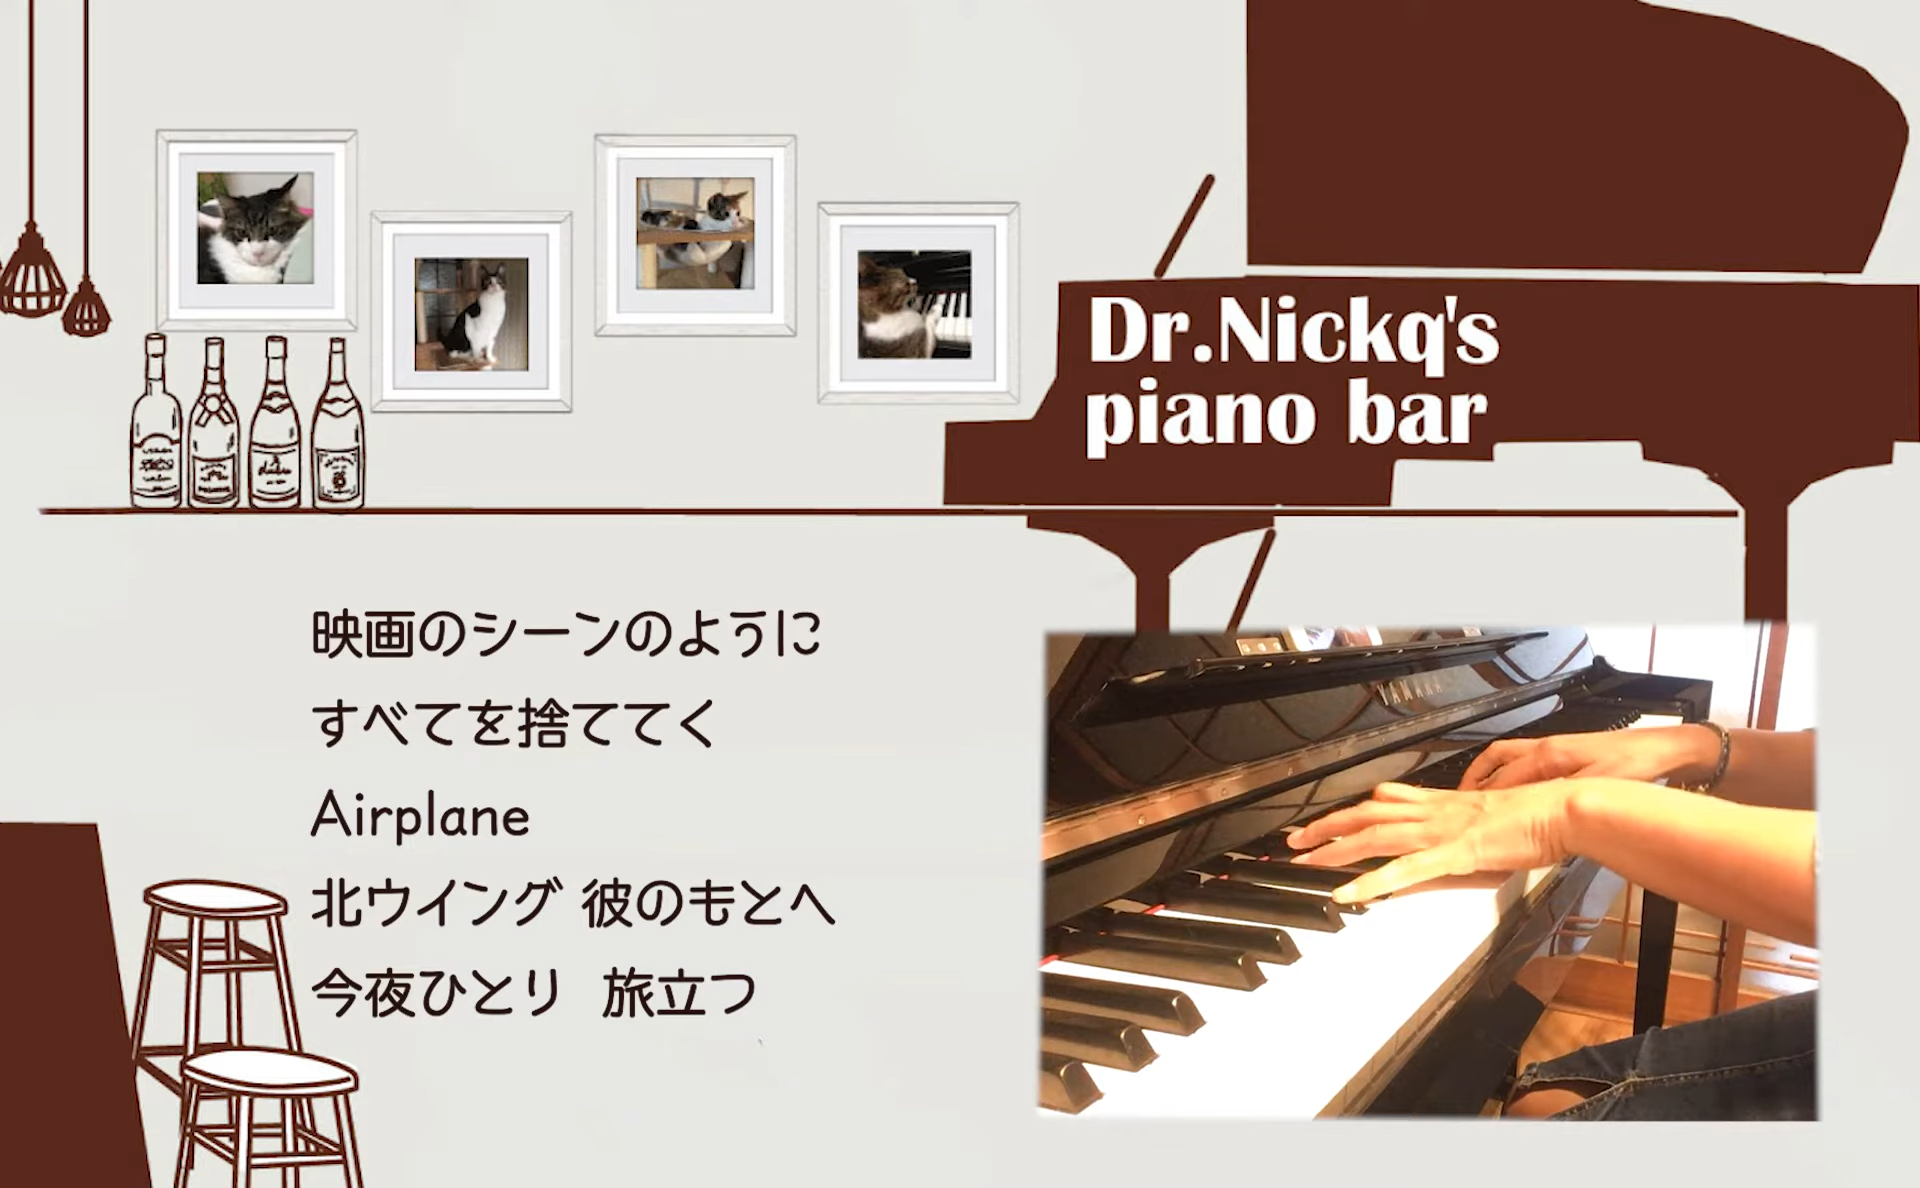 Dr.Nickq's
piano bar
映画のシーンのように
すべてを捨ててく
Airplane
北ウイング 彼のもとへ
今夜ひとり 旅立つ
YAMAHA